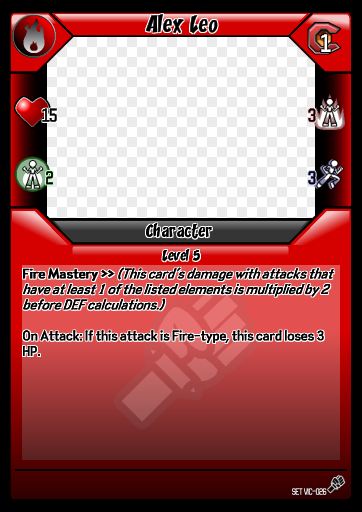 Alex Leo
1
15
3
2
3
Character
Level 5
Fire Mastery >> (This card's damage with attacks that
have at least 1 of the listed elements is multiplied by 2
before DEF calculations.)
On Attack: If this attack is Fire-type, this card loses 3
HP.
SET VIC-026